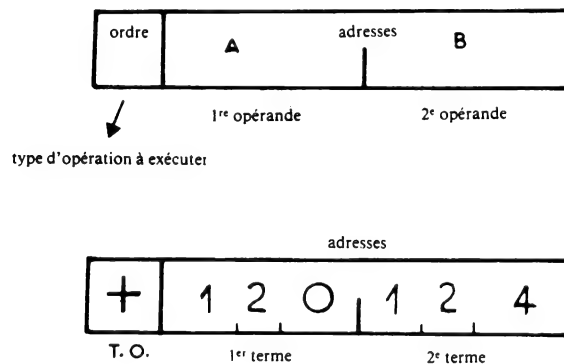 ordre A adresses B
1re opérande 2e opérande
type d'opération à exécuter
adresses
+ 1 2 0 1 2 4
T. O. 1er terme 2e terme